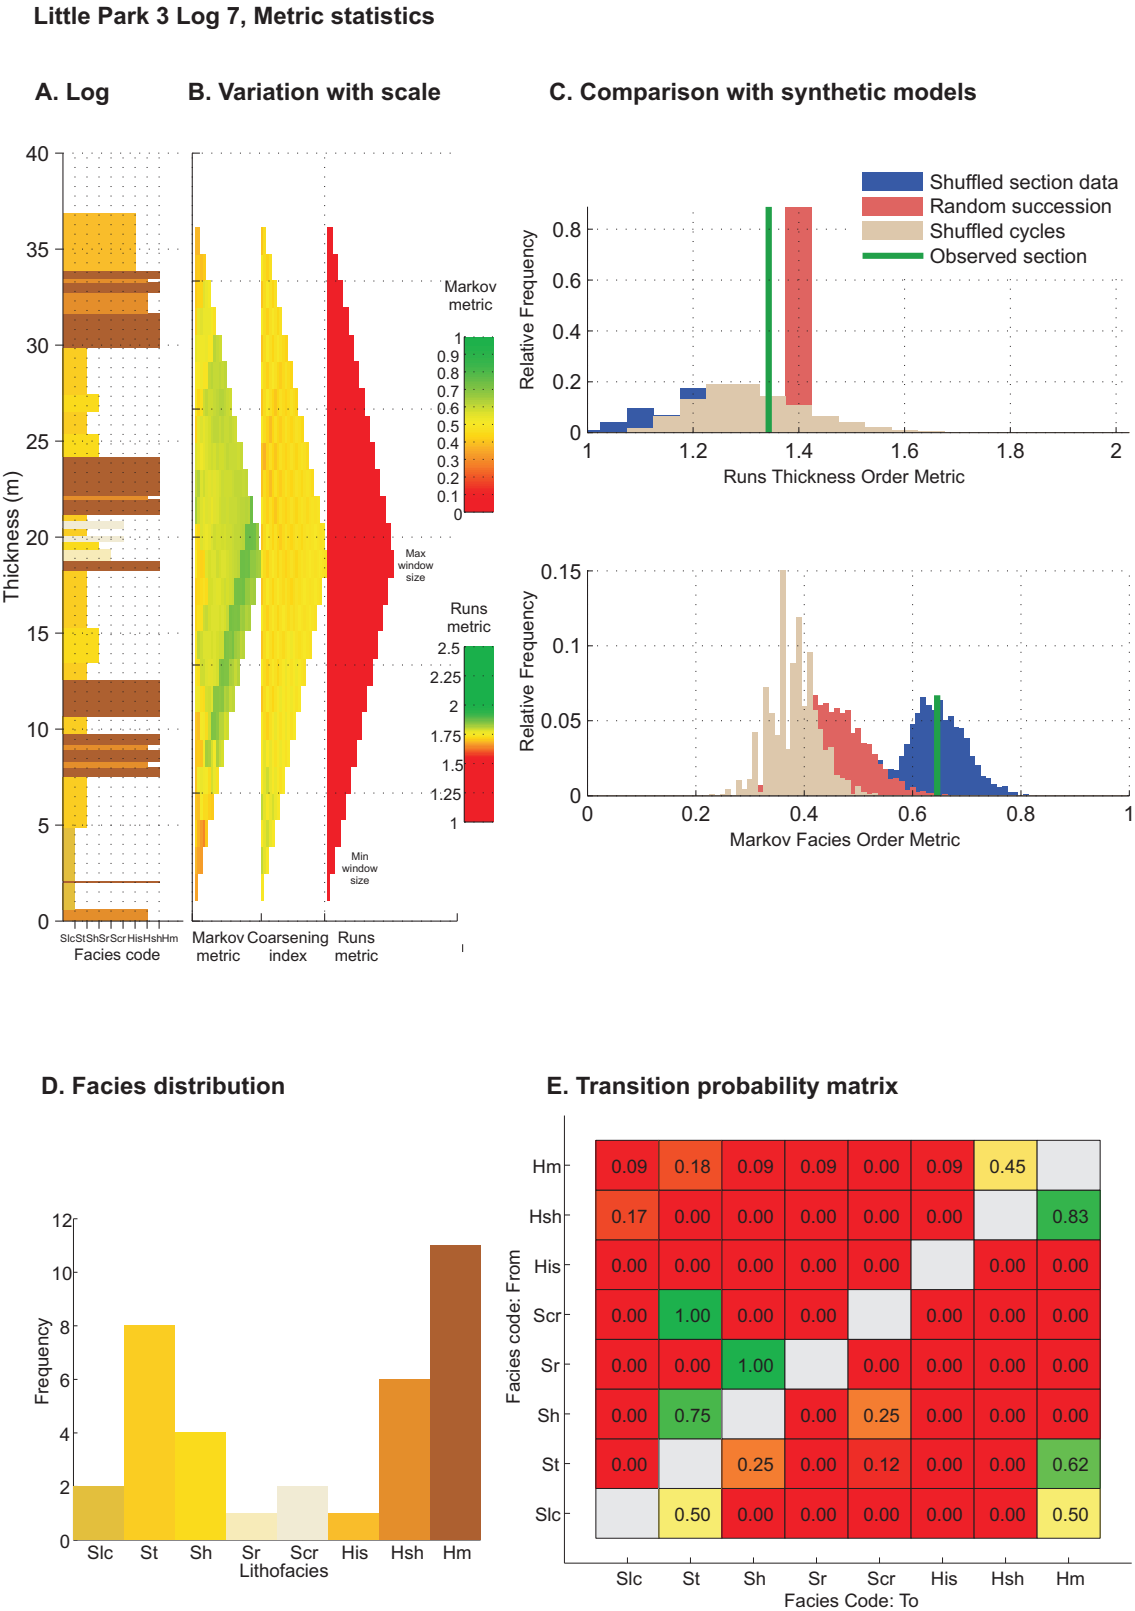 Little Park 3 Log 7, Metric statistics
A. Log
B. Variation with scale
C. Comparison with synthetic models
40
35
30
25
20
15
10
5
0
Thickness (m)
Slc St Sh Sr Scr His Hsh Hm
Facies code
Markov
metric
Coarsening
index
Runs
metric
Max
window
size
Min
window
size
Markov
metric
1
0.9
0.8
0.7
0.6
0.5
0.4
0.3
0.2
0.1
0
Runs
metric
2.5
2.25
2
1.75
1.5
1.25
1
Shuffled section data
Random succession
Shuffled cycles
Observed section
Relative Frequency
0.8
0.6
0.4
0.2
0
1 1.2 1.4 1.6 1.8 2
Runs Thickness Order Metric
Relative Frequency
0.15
0.1
0.05
0
0 0.2 0.4 0.6 0.8 1
Markov Facies Order Metric
D. Facies distribution
Frequency
12
10
8
6
4
2
0
Slc St Sh Sr Scr His Hsh Hm
Lithofacies
E. Transition probability matrix
Facies code: From
Hm 0.09 0.18 0.09 0.09 0.00 0.09 0.45
Hsh 0.17 0.00 0.00 0.00 0.00 0.00 0.83
His 0.00 0.00 0.00 0.00 0.00 0.00 0.00
Scr 0.00 1.00 0.00 0.00 0.00 0.00 0.00
Sr 0.00 0.00 1.00 0.00 0.00 0.00 0.00
Sh 0.00 0.75 0.00 0.25 0.00 0.00 0.00
St 0.00 0.25 0.00 0.12 0.00 0.00 0.62
Slc 0.50 0.00 0.00 0.00 0.00 0.00 0.50
Slc St Sh Sr Scr His Hsh Hm
Facies Code: To